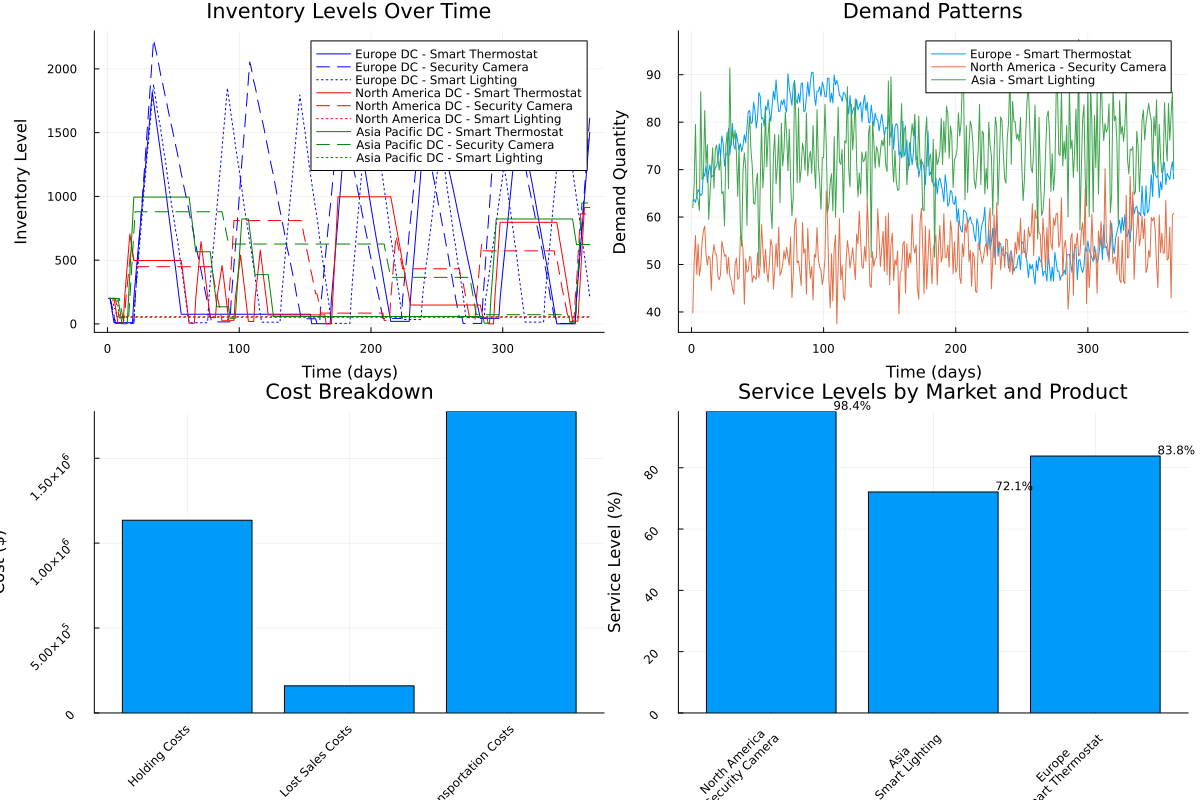 Inventory Levels Over Time
Inventory Level
2000
1500
1000
500
0
Europe DC - Smart Thermostat
Europe DC - Security Camera
Europe DC - Smart Lighting
North America DC - Smart Thermostat
North America DC - Security Camera
North America DC - Smart Lighting
Asia Pacific DC - Smart Thermostat
Asia Pacific DC - Security Camera
Asia Pacific DC - Smart Lighting
0 100 200 300
Time (days)
Demand Patterns
Demand Quantity
90
80
70
60
50
40
Europe - Smart Thermostat
North America - Security Camera
Asia - Smart Lighting
0 100 200 300
Time (days)
Cost Breakdown
Cost ($)
1.50×10⁶
1.00×10⁶
5.00×10⁵
0
Holding Costs
Lost Sales Costs
nsportation Costs
Service Levels by Market and Product
Service Level (%)
80
60
40
20
0
98.4%
72.1%
83.8%
North America
ecurity Camera
Asia
Smart Lighting
Europe
art Thermostat